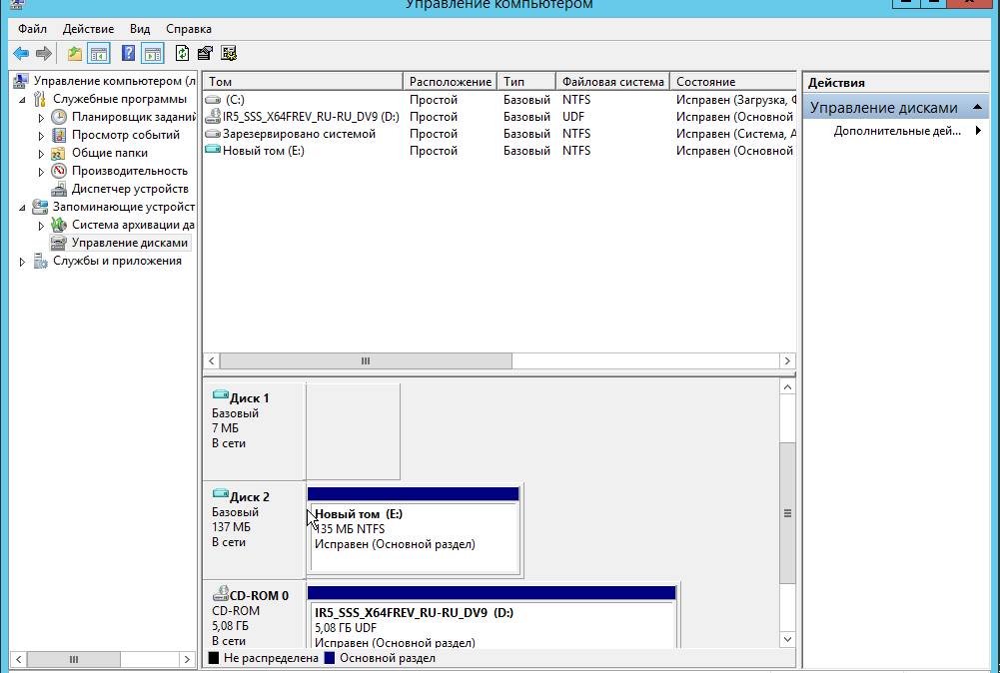 Управление компьютером
Файл Действие Вид Справка
Управление компьютером (л
Служебные программы
Планировщик заданий
Просмотр событий
Общие папки
Производительность
Диспетчер устройств
Запоминающие устройст
Система архивации да
Управление дисками
Службы и приложения
Том Расположение Тип Файловая система Состояние
(C:) Простой Базовый NTFS Исправен (Загрузка, Ф
IR5_SSS_X64FREV_RU-RU_DV9 (D:) Простой Базовый UDF Исправен (Основной
Зарезервировано системой Простой Базовый NTFS Исправен (Система, А
Новый том (E:) Простой Базовый NTFS Исправен (Основной
Диск 1
Базовый
7 МБ
В сети
Диск 2
Базовый
137 МБ
В сети
Новый том (E:)
135 МБ NTFS
Исправен (Основной раздел)
CD-ROM 0
CD-ROM
5,08 ГБ
В сети
IR5_SSS_X64FREV_RU-RU_DV9 (D:)
5,08 ГБ UDF
Исправен (Основной раздел)
Не распределена Основной раздел
Действия
Управление дисками
Дополнительные дей...